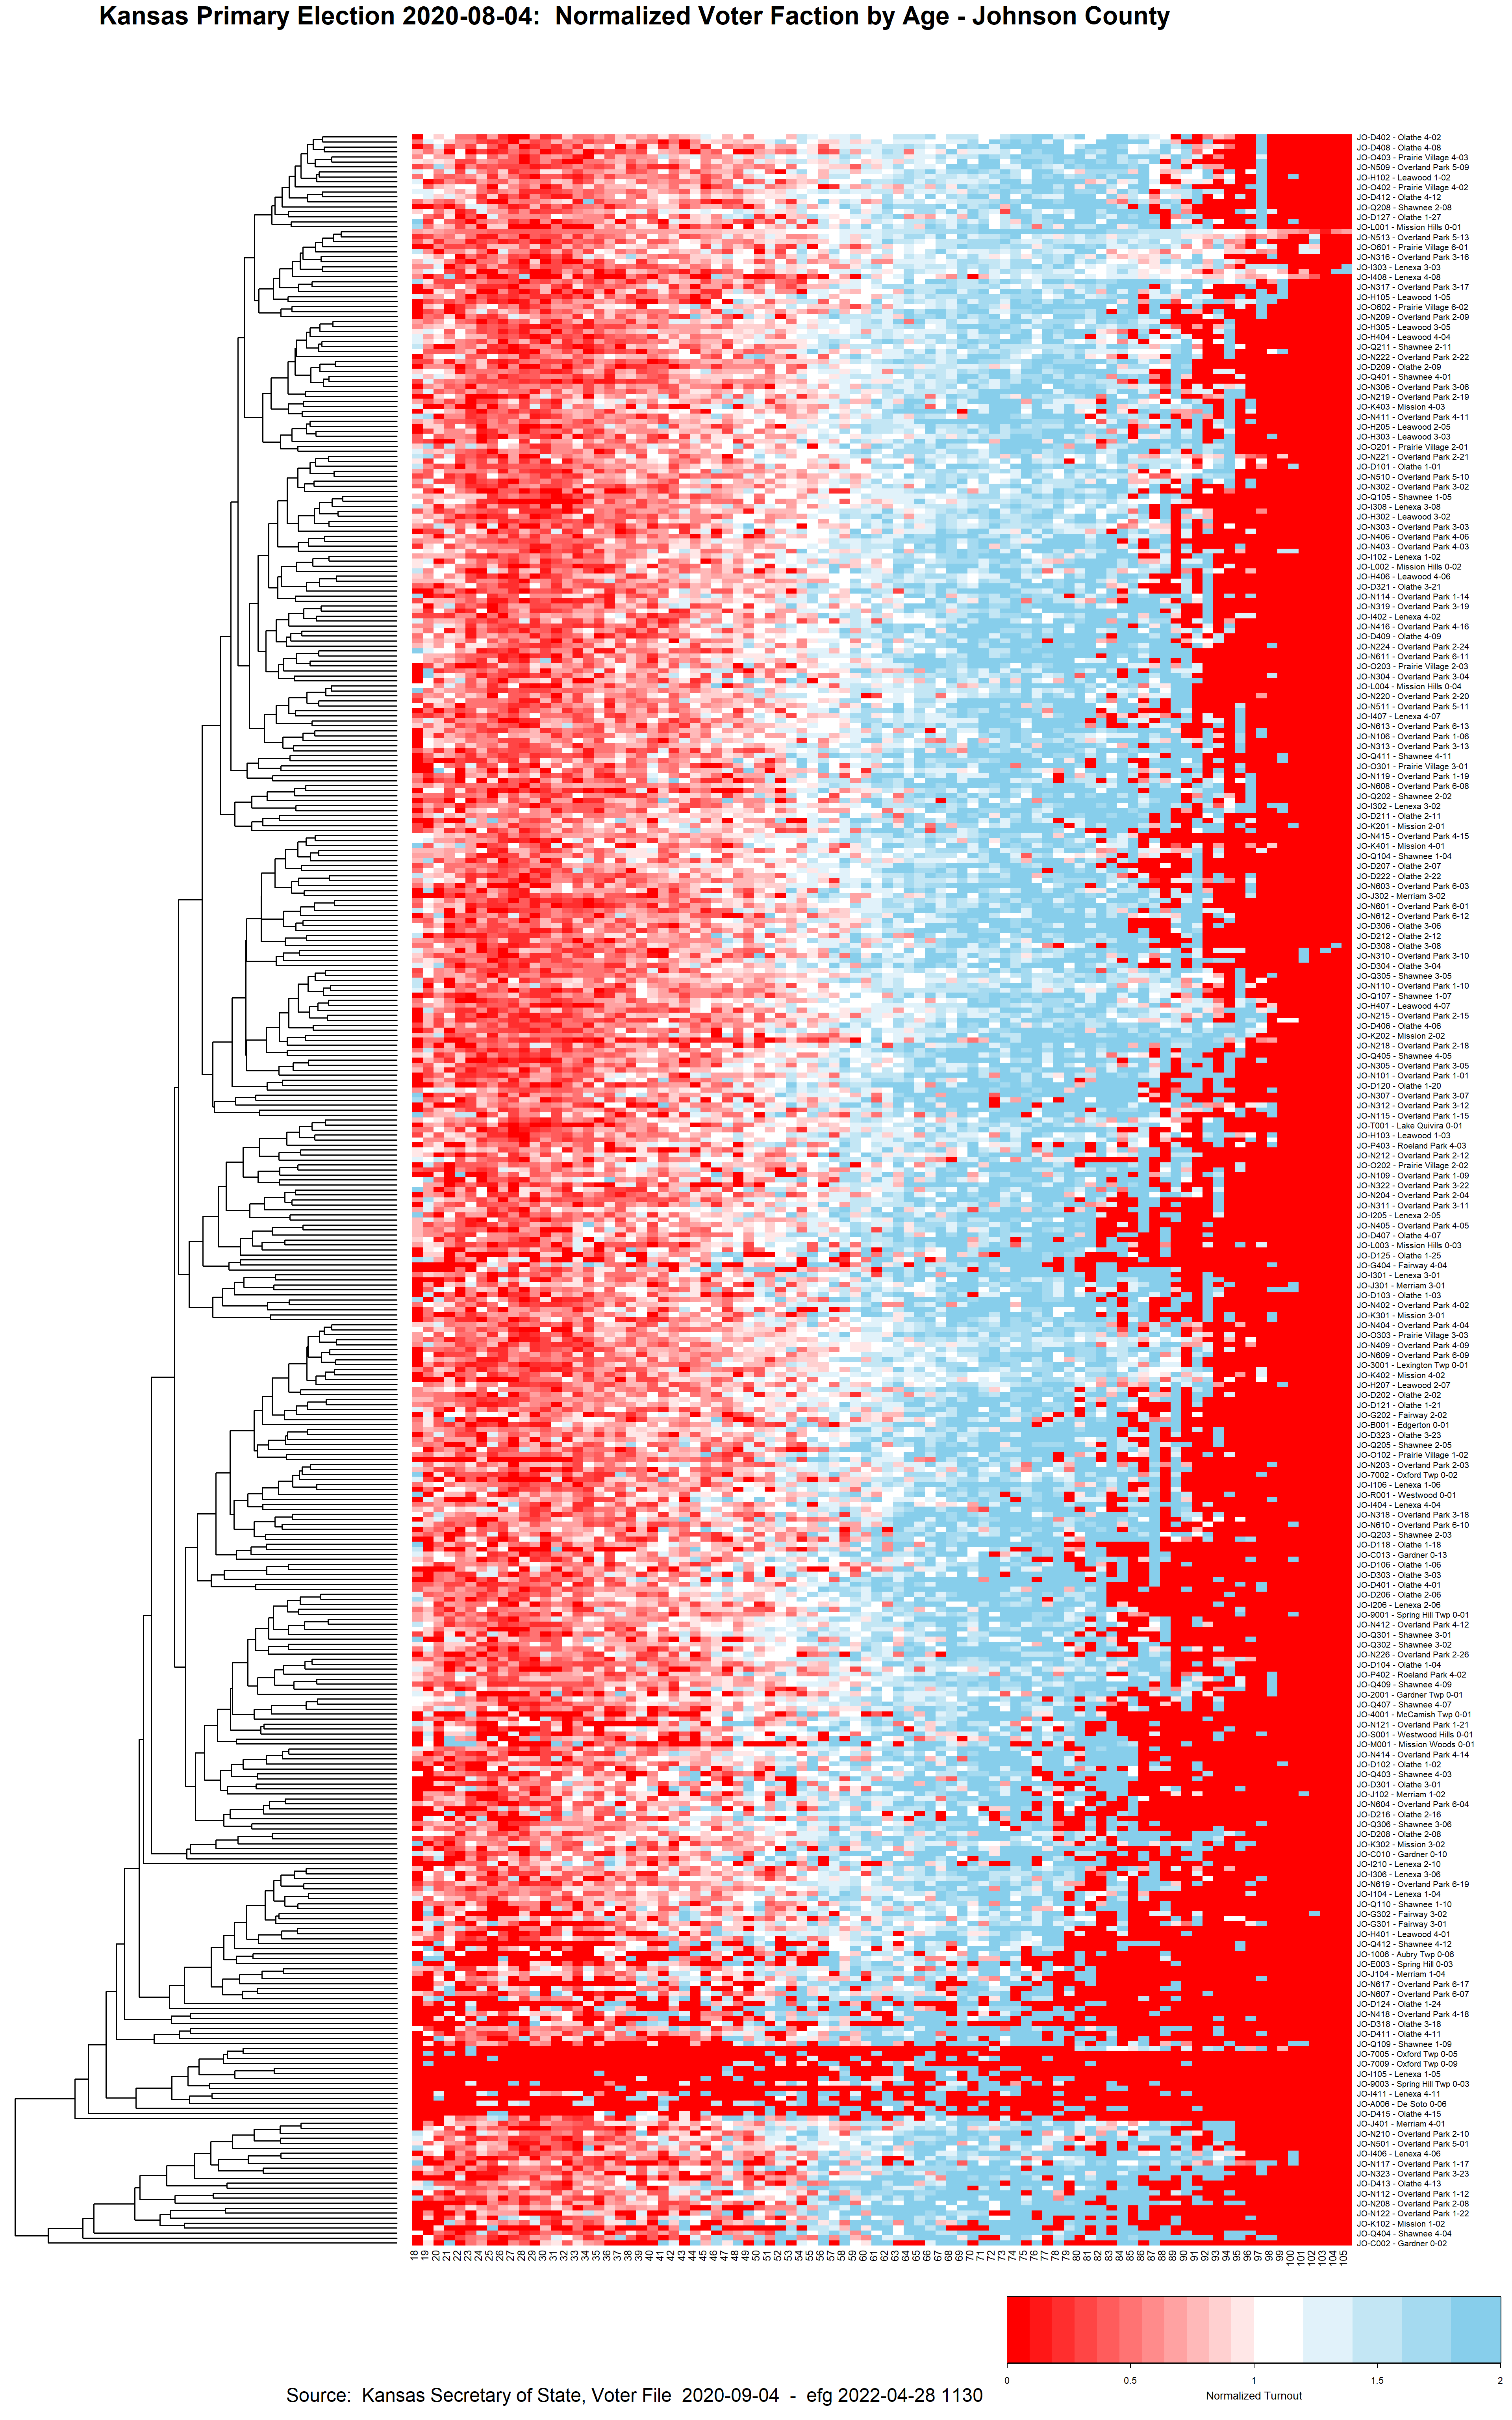 Kansas Primary Election 2020-08-04:  Normalized Voter Faction by Age - Johnson County
JO-D402 - Olathe 4-02
JO-D408 - Olathe 4-08
JO-O403 - Prairie Village 4-03
JO-N509 - Overland Park 5-09
JO-H102 - Leawood 1-02
JO-O402 - Prairie Village 4-02
JO-D412 - Olathe 4-12
JO-Q208 - Shawnee 2-08
JO-D127 - Olathe 1-27
JO-L001 - Mission Hills 0-01
JO-N513 - Overland Park 5-13
JO-O601 - Prairie Village 6-01
JO-N316 - Overland Park 3-16
JO-I303 - Lenexa 3-03
JO-I408 - Lenexa 4-08
JO-N317 - Overland Park 3-17
JO-H105 - Leawood 1-05
JO-O602 - Prairie Village 6-02
JO-N209 - Overland Park 2-09
JO-H305 - Leawood 3-05
JO-H404 - Leawood 4-04
JO-Q211 - Shawnee 2-11
JO-N222 - Overland Park 2-22
JO-D209 - Olathe 2-09
JO-Q401 - Shawnee 4-01
JO-N306 - Overland Park 3-06
JO-N219 - Overland Park 2-19
JO-K403 - Mission 4-03
JO-N411 - Overland Park 4-11
JO-H205 - Leawood 2-05
JO-H303 - Leawood 3-03
JO-O201 - Prairie Village 2-01
JO-N221 - Overland Park 2-21
JO-D101 - Olathe 1-01
JO-N510 - Overland Park 5-10
JO-N302 - Overland Park 3-02
JO-Q105 - Shawnee 1-05
JO-I308 - Lenexa 3-08
JO-H302 - Leawood 3-02
JO-N303 - Overland Park 3-03
JO-N406 - Overland Park 4-06
JO-N403 - Overland Park 4-03
JO-I102 - Lenexa 1-02
JO-L002 - Mission Hills 0-02
JO-H406 - Leawood 4-06
JO-D321 - Olathe 3-21
JO-N114 - Overland Park 1-14
JO-N319 - Overland Park 3-19
JO-I402 - Lenexa 4-02
JO-N416 - Overland Park 4-16
JO-D409 - Olathe 4-09
JO-N224 - Overland Park 2-24
JO-N611 - Overland Park 6-11
JO-O203 - Prairie Village 2-03
JO-N304 - Overland Park 3-04
JO-L004 - Mission Hills 0-04
JO-N220 - Overland Park 2-20
JO-N511 - Overland Park 5-11
JO-I407 - Lenexa 4-07
JO-N613 - Overland Park 6-13
JO-N106 - Overland Park 1-06
JO-N313 - Overland Park 3-13
JO-Q411 - Shawnee 4-11
JO-O301 - Prairie Village 3-01
JO-N119 - Overland Park 1-19
JO-N608 - Overland Park 6-08
JO-Q202 - Shawnee 2-02
JO-I302 - Lenexa 3-02
JO-D211 - Olathe 2-11
JO-K201 - Mission 2-01
JO-N415 - Overland Park 4-15
JO-K401 - Mission 4-01
JO-Q104 - Shawnee 1-04
JO-D207 - Olathe 2-07
JO-D222 - Olathe 2-22
JO-N603 - Overland Park 6-03
JO-J302 - Merriam 3-02
JO-N601 - Overland Park 6-01
JO-N612 - Overland Park 6-12
JO-D306 - Olathe 3-06
JO-D212 - Olathe 2-12
JO-D308 - Olathe 3-08
JO-N310 - Overland Park 3-10
JO-D304 - Olathe 3-04
JO-Q305 - Shawnee 3-05
JO-N110 - Overland Park 1-10
JO-Q107 - Shawnee 1-07
JO-H407 - Leawood 4-07
JO-N215 - Overland Park 2-15
JO-D406 - Olathe 4-06
JO-K202 - Mission 2-02
JO-N218 - Overland Park 2-18
JO-Q405 - Shawnee 4-05
JO-N305 - Overland Park 3-05
JO-N101 - Overland Park 1-01
JO-D120 - Olathe 1-20
JO-N307 - Overland Park 3-07
JO-N312 - Overland Park 3-12
JO-N115 - Overland Park 1-15
JO-T001 - Lake Quivira 0-01
JO-H103 - Leawood 1-03
JO-P403 - Roeland Park 4-03
JO-N212 - Overland Park 2-12
JO-O202 - Prairie Village 2-02
JO-N109 - Overland Park 1-09
JO-N322 - Overland Park 3-22
JO-N204 - Overland Park 2-04
JO-N311 - Overland Park 3-11
JO-I205 - Lenexa 2-05
JO-N405 - Overland Park 4-05
JO-D407 - Olathe 4-07
JO-L003 - Mission Hills 0-03
JO-D125 - Olathe 1-25
JO-G404 - Fairway 4-04
JO-I301 - Lenexa 3-01
JO-J301 - Merriam 3-01
JO-D103 - Olathe 1-03
JO-N402 - Overland Park 4-02
JO-K301 - Mission 3-01
JO-N404 - Overland Park 4-04
JO-O303 - Prairie Village 3-03
JO-N409 - Overland Park 4-09
JO-N609 - Overland Park 6-09
JO-3001 - Lexington Twp 0-01
JO-K402 - Mission 4-02
JO-H207 - Leawood 2-07
JO-D202 - Olathe 2-02
JO-D121 - Olathe 1-21
JO-G202 - Fairway 2-02
JO-B001 - Edgerton 0-01
JO-D323 - Olathe 3-23
JO-Q205 - Shawnee 2-05
JO-O102 - Prairie Village 1-02
JO-N203 - Overland Park 2-03
JO-7002 - Oxford Twp 0-02
JO-I106 - Lenexa 1-06
JO-R001 - Westwood 0-01
JO-I404 - Lenexa 4-04
JO-N318 - Overland Park 3-18
JO-N610 - Overland Park 6-10
JO-Q203 - Shawnee 2-03
JO-D118 - Olathe 1-18
JO-C013 - Gardner 0-13
JO-D106 - Olathe 1-06
JO-D303 - Olathe 3-03
JO-D401 - Olathe 4-01
JO-D206 - Olathe 2-06
JO-I206 - Lenexa 2-06
JO-9001 - Spring Hill Twp 0-01
JO-N412 - Overland Park 4-12
JO-Q301 - Shawnee 3-01
JO-Q302 - Shawnee 3-02
JO-N226 - Overland Park 2-26
JO-D104 - Olathe 1-04
JO-P402 - Roeland Park 4-02
JO-Q409 - Shawnee 4-09
JO-2001 - Gardner Twp 0-01
JO-Q407 - Shawnee 4-07
JO-4001 - McCamish Twp 0-01
JO-N121 - Overland Park 1-21
JO-S001 - Westwood Hills 0-01
JO-M001 - Mission Woods 0-01
JO-N414 - Overland Park 4-14
JO-D102 - Olathe 1-02
JO-Q403 - Shawnee 4-03
JO-D301 - Olathe 3-01
JO-J102 - Merriam 1-02
JO-N604 - Overland Park 6-04
JO-D216 - Olathe 2-16
JO-Q306 - Shawnee 3-06
JO-D208 - Olathe 2-08
JO-K302 - Mission 3-02
JO-C010 - Gardner 0-10
JO-I210 - Lenexa 2-10
JO-I306 - Lenexa 3-06
JO-N619 - Overland Park 6-19
JO-I104 - Lenexa 1-04
JO-Q110 - Shawnee 1-10
JO-G302 - Fairway 3-02
JO-G301 - Fairway 3-01
JO-H401 - Leawood 4-01
JO-Q412 - Shawnee 4-12
JO-1006 - Aubry Twp 0-06
JO-E003 - Spring Hill 0-03
JO-J104 - Merriam 1-04
JO-N617 - Overland Park 6-17
JO-N607 - Overland Park 6-07
JO-D124 - Olathe 1-24
JO-N418 - Overland Park 4-18
JO-D318 - Olathe 3-18
JO-D411 - Olathe 4-11
JO-Q109 - Shawnee 1-09
JO-7005 - Oxford Twp 0-05
JO-7009 - Oxford Twp 0-09
JO-I105 - Lenexa 1-05
JO-9003 - Spring Hill Twp 0-03
JO-I411 - Lenexa 4-11
JO-A006 - De Soto 0-06
JO-D415 - Olathe 4-15
JO-J401 - Merriam 4-01
JO-N210 - Overland Park 2-10
JO-N501 - Overland Park 5-01
JO-I406 - Lenexa 4-06
JO-N117 - Overland Park 1-17
JO-N323 - Overland Park 3-23
JO-D413 - Olathe 4-13
JO-N112 - Overland Park 1-12
JO-N208 - Overland Park 2-08
JO-N122 - Overland Park 1-22
JO-K102 - Mission 1-02
JO-Q404 - Shawnee 4-04
JO-C002 - Gardner 0-02
18 19 20 21 22 23 24 25 26 27 28 29 30 31 32 33 34 35 36 37 38 39 40 41 42 43 44 45 46 47 48 49 50 51 52 53 54 55 56 57 58 59 60 61 62 63 64 65 66 67 68 69 70 71 72 73 74 75 76 77 78 79 80 81 82 83 84 85 86 87 88 89 90 91 92 93 94 95 96 97 98 99 100 101 102 103 104 105
0 0.5 1 1.5 2
Normalized Turnout
Source:  Kansas Secretary of State, Voter File  2020-09-04  -  efg 2022-04-28 1130